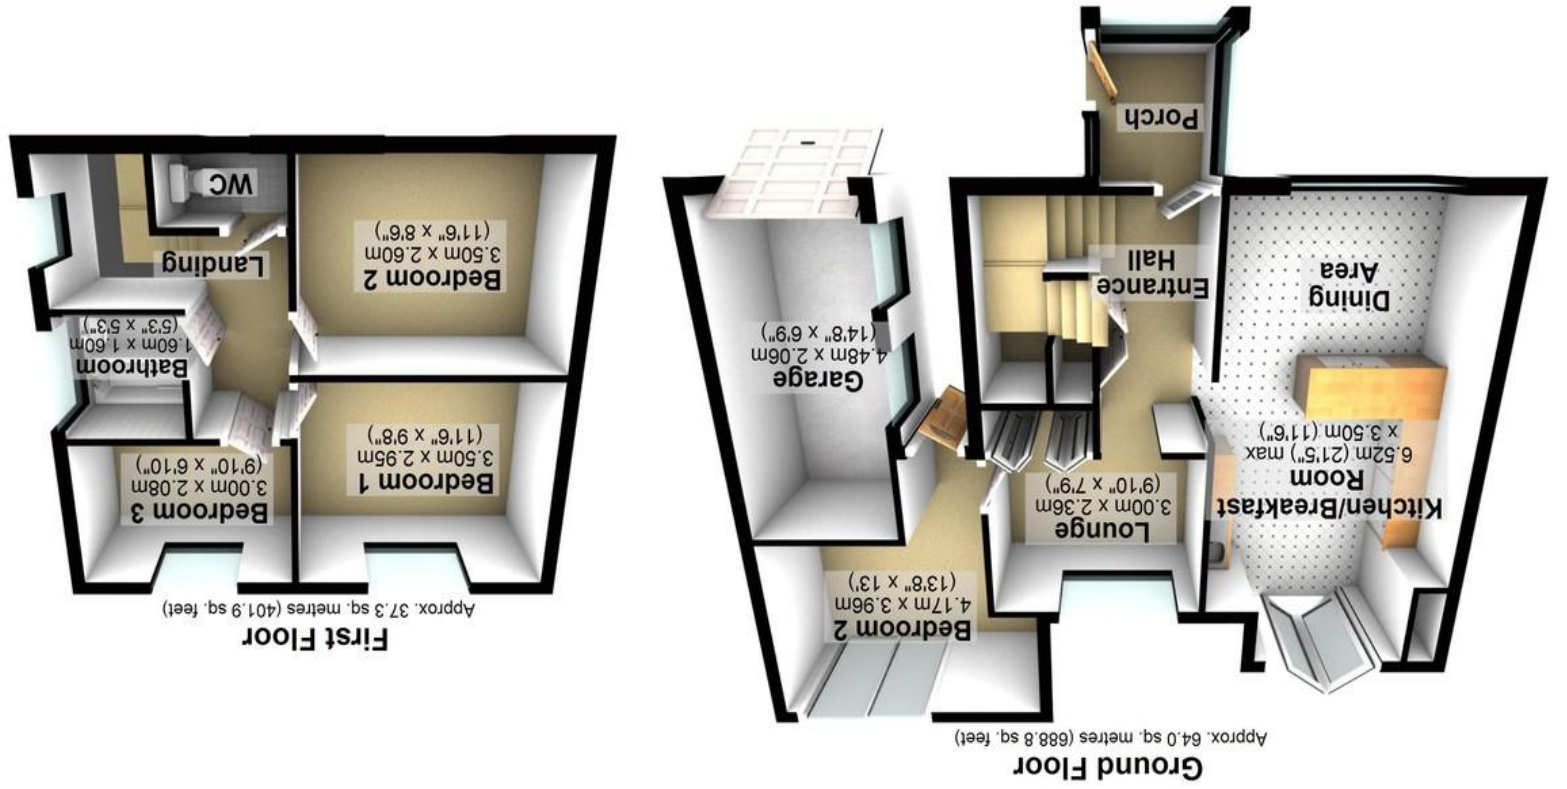 Ground Floor
Approx. 64.0 sq. metres (688.8 sq. feet)
Bedroom 2
4.17m x 3.96m
(13'8" x 13')
Kitchen/Breakfast
Room
6.52m (21'5") max
x 3.50m (11'6")
Lounge
3.00m x 2.36m
(9'10" x 7'9")
Garage
4.48m x 2.06m
(14'8" x 6'9")
Dining
Area
Entrance
Hall
Porch
First Floor
Approx. 37.3 sq. metres (401.9 sq. feet)
Bedroom 1
3.50m x 2.95m
(11'6" x 9'8")
Bedroom 3
3.00m x 2.08m
(9'10" x 6'10")
Bathroom
1.60m x 1.60m
(5'3" x 5'3")
Bedroom 2
3.50m x 2.60m
(11'6" x 8'6")
Landing
WC